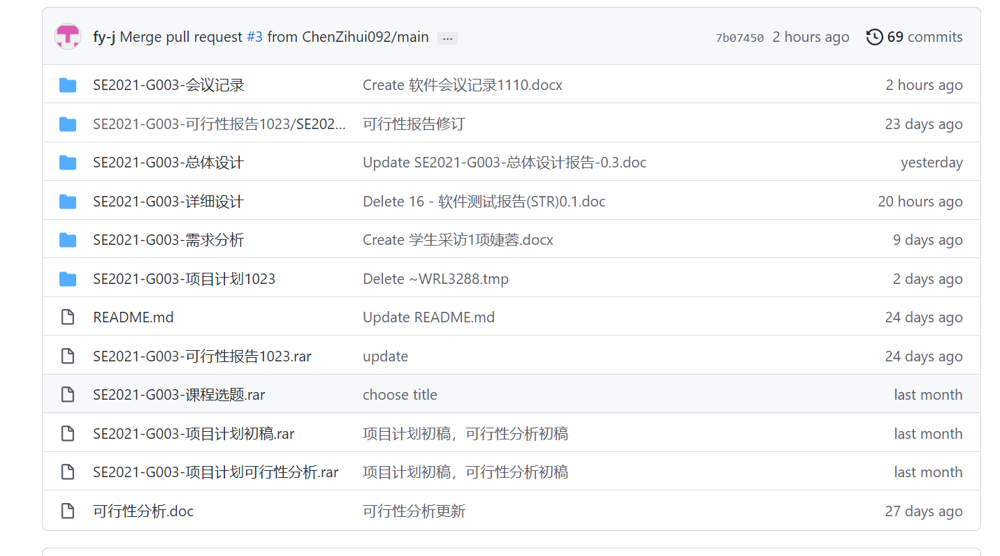 fy-j Merge pull request #3 from ChenZihui092/main ... 7b07450 2 hours ago 69 commits
SE2021-G003-会议记录 Create 软件会议记录1110.docx 2 hours ago
SE2021-G003-可行性报告1023/SE202... 可行性报告修订 23 days ago
SE2021-G003-总体设计 Update SE2021-G003-总体设计报告-0.3.doc yesterday
SE2021-G003-详细设计 Delete 16 - 软件测试报告(STR)0.1.doc 20 hours ago
SE2021-G003-需求分析 Create 学生采访1项婕蓉.docx 9 days ago
SE2021-G003-项目计划1023 Delete ~WRL3288.tmp 2 days ago
README.md Update README.md 24 days ago
SE2021-G003-可行性报告1023.rar update 24 days ago
SE2021-G003-课程选题.rar choose title last month
SE2021-G003-项目计划初稿.rar 项目计划初稿，可行性分析初稿 last month
SE2021-G003-项目计划可行性分析.rar 项目计划初稿，可行性分析初稿 last month
可行性分析.doc 可行性分析更新 27 days ago